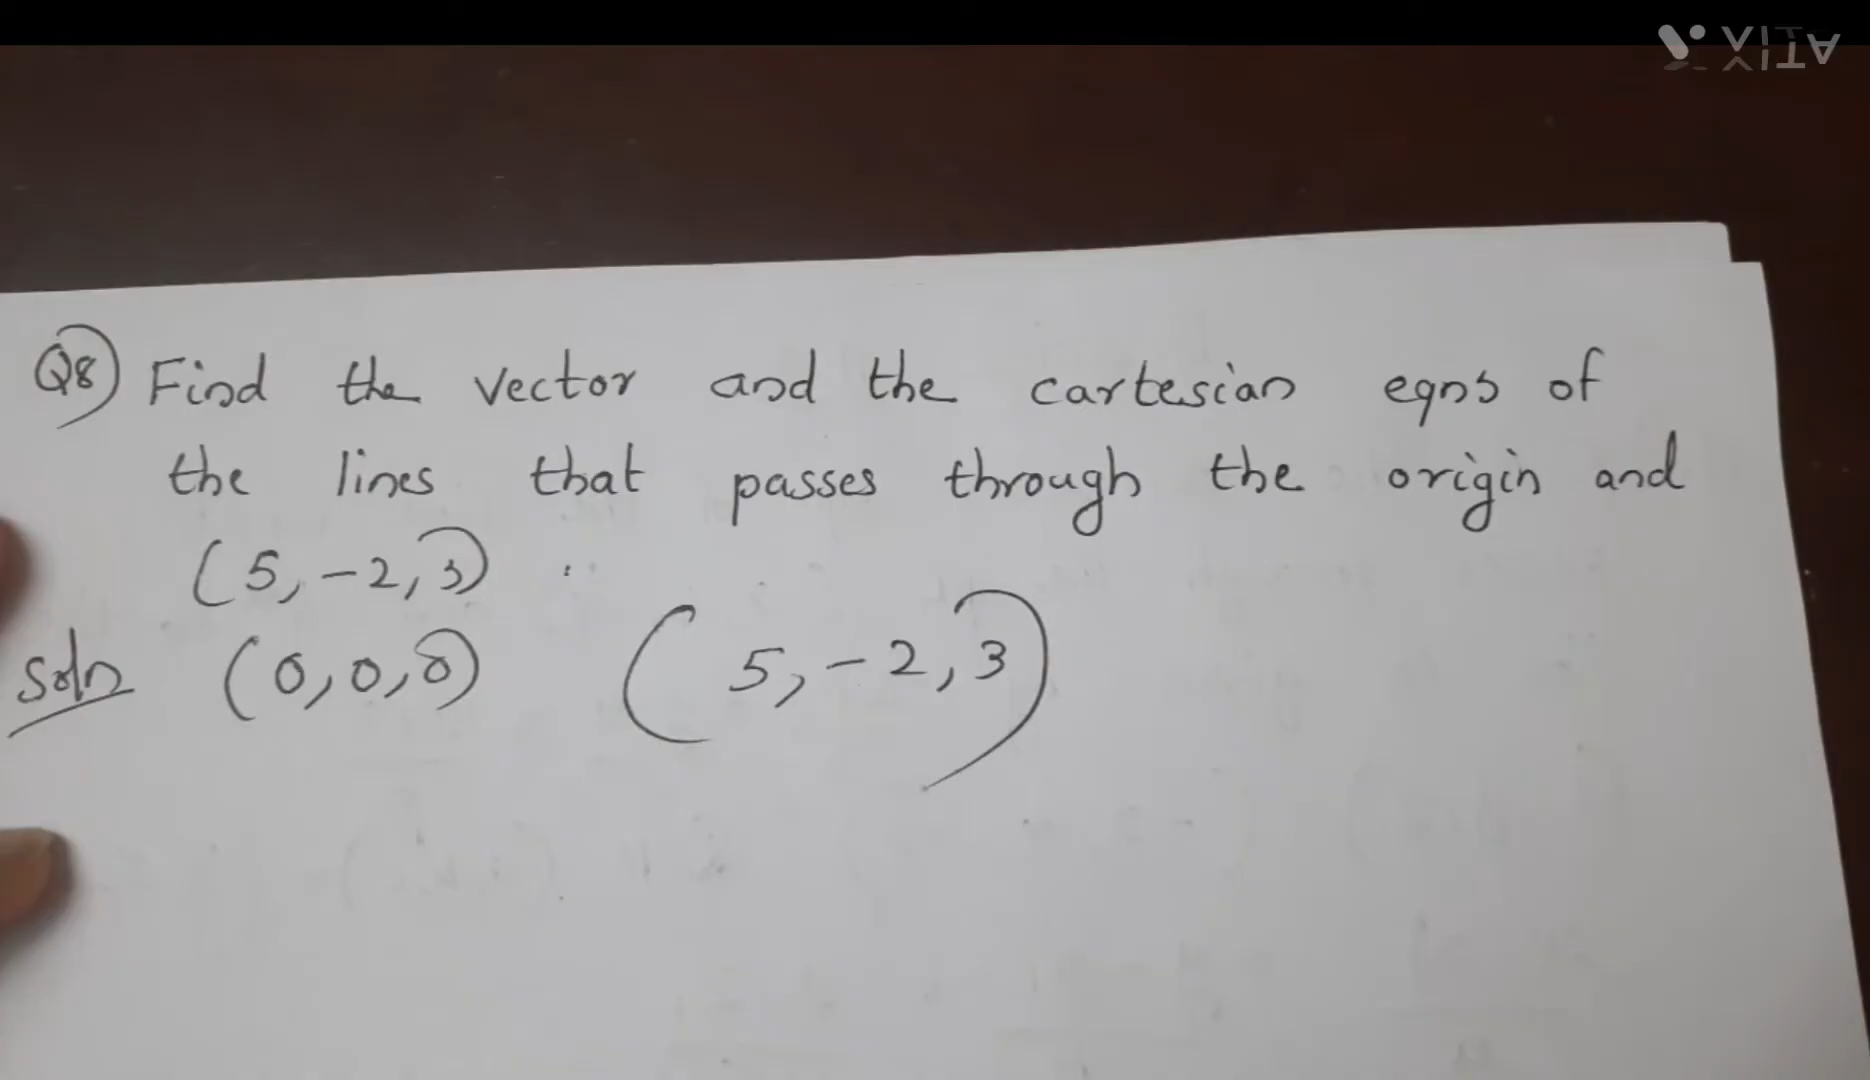 VITA
Q8) Find the vector and the cartesian eqns of
the lines that passes through the origin and
(5, -2, 3) .
Soln (0, 0, 0) (5, -2, 3)